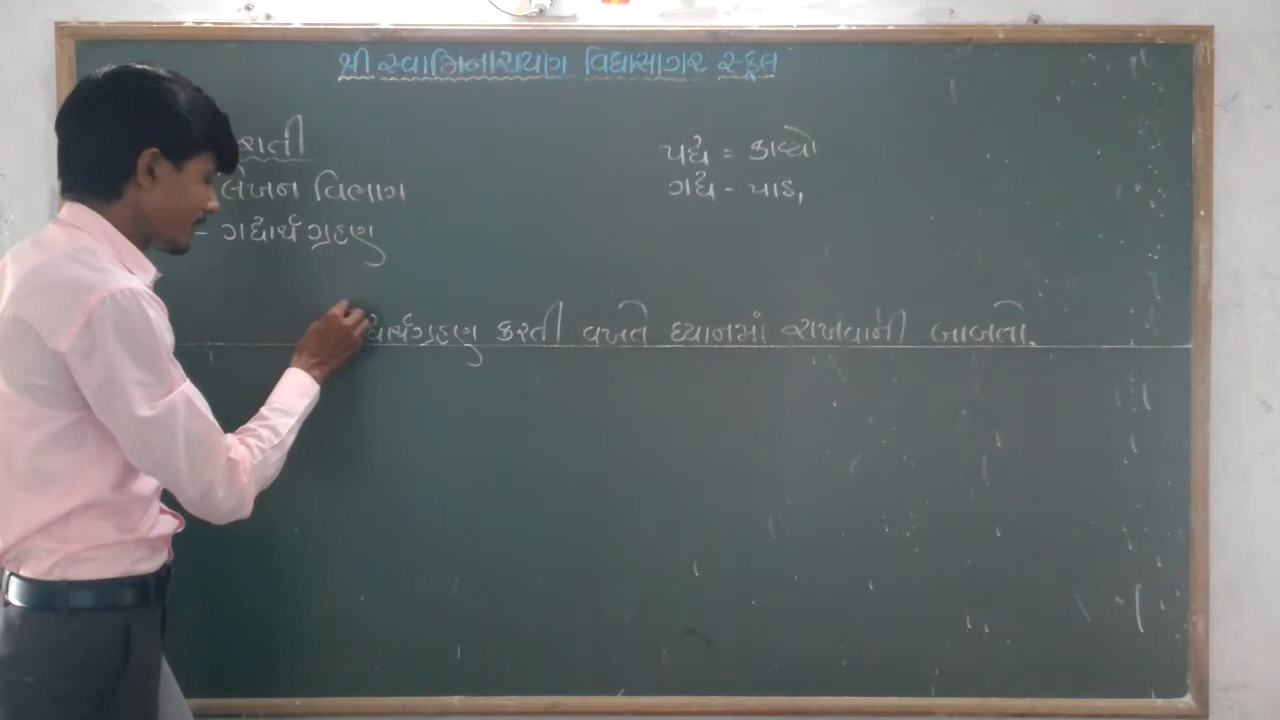 શ્રી સ્વામિનારાયણ વિદ્યાસાગર સ્કૂલ
રાતી
લેખન વિભાગ
- ગદ્યાર્થ ગ્રહણ
પદ્ય = કાવ્યો
ગદ્ય - પાઠ,
દ્યાર્થગ્રહણ કરતી વખતે ધ્યાનમાં રાખવાની બાબતો.